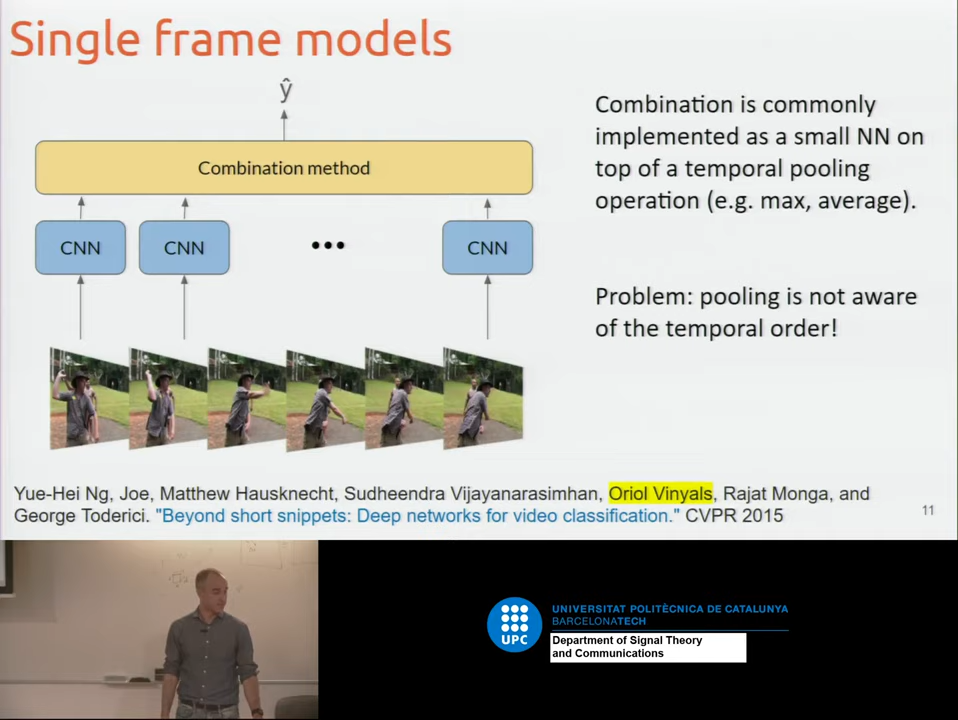 Single frame models
ŷ
Combination method
CNN
CNN
•••
CNN
Combination is commonly
implemented as a small NN on
top of a temporal pooling
operation (e.g. max, average).
Problem: pooling is not aware
of the temporal order!
Yue-Hei Ng, Joe, Matthew Hausknecht, Sudheendra Vijayanarasimhan, Oriol Vinyals, Rajat Monga, and
George Toderici. "Beyond short snippets: Deep networks for video classification." CVPR 2015
11
UPC
UNIVERSITAT POLITÈCNICA DE CATALUNYA
BARCELONATECH
Department of Signal Theory
and Communications